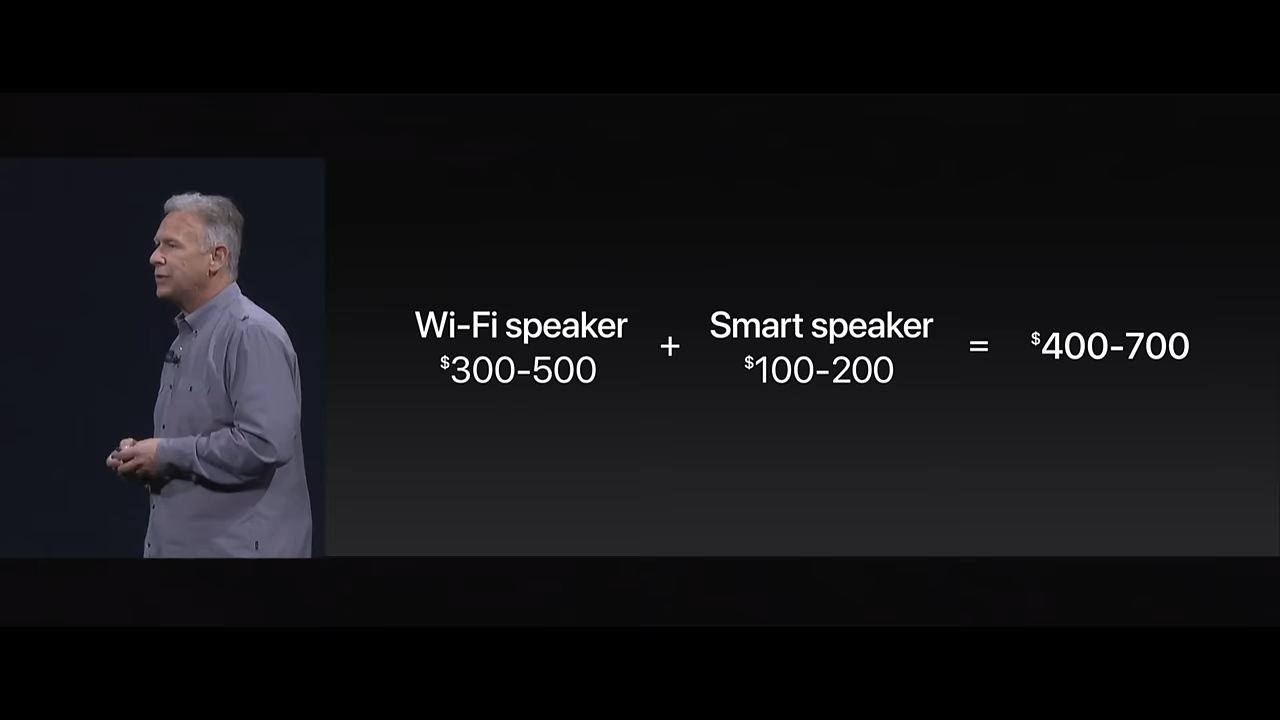 Wi-Fi speaker
$300-500
+
Smart speaker
$100-200
=
$400-700